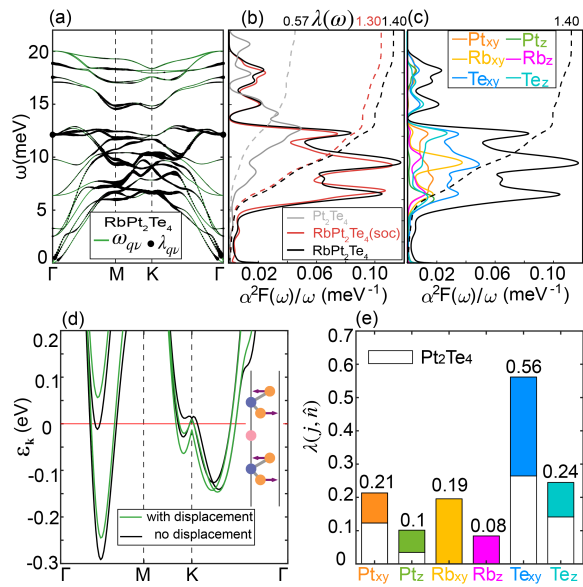 (a)
20
15
10
5
0
ω(meV)
RbPt2Te4
ωqν λqν
Γ M K Γ
(b)
0.57 λ(ω) 1.30 1.40
Pt2Te4
RbPt2Te4(soc)
RbPt2Te4
0.02 0.06 0.10
α²F(ω)/ω (meV⁻¹)
(c)
1.40
Ptxy Ptz
Rbxy Rbz
Texy Tez
0.02 0.06 0.10
α²F(ω)/ω (meV⁻¹)
(d)
0.2
0.1
0
-0.1
-0.2
-0.3
εk (eV)
with displacement
no displacement
Γ M K Γ
(e)
0.7
0.6
0.5
0.4
0.3
0.2
0.1
0
λ(j, n̂)
Pt2Te4
0.21 0.1 0.19 0.08 0.56 0.24
Ptxy Ptz Rbxy Rbz Texy Tez